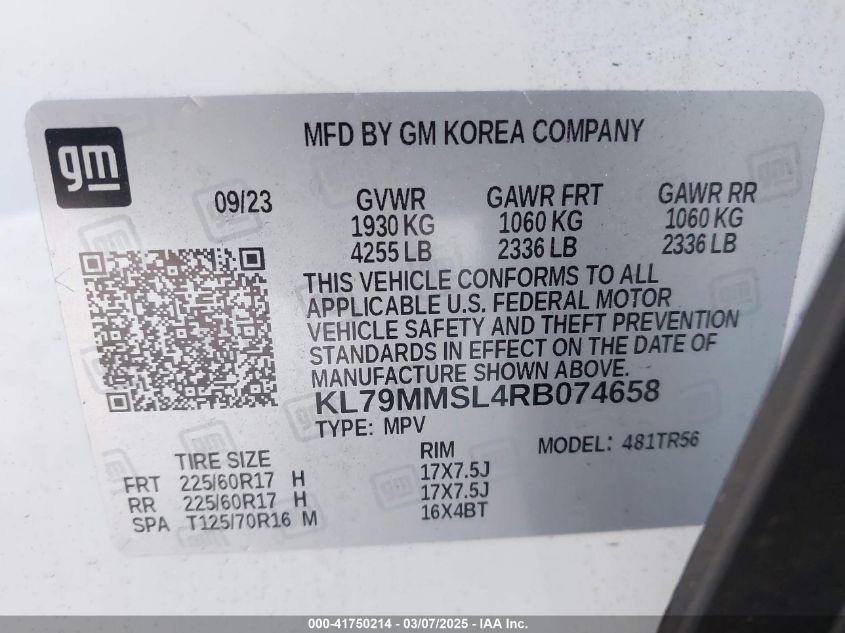 gm
MFD BY GM KOREA COMPANY
09/23 GVWR GAWR FRT GAWR RR
1930 KG 1060 KG 1060 KG
4255 LB 2336 LB 2336 LB
THIS VEHICLE CONFORMS TO ALL
APPLICABLE U.S. FEDERAL MOTOR
VEHICLE SAFETY AND THEFT PREVENTION
STANDARDS IN EFFECT ON THE DATE OF
MANUFACTURE SHOWN ABOVE.
KL79MMSL4RB074658
TYPE: MPV
MODEL: 481TR56
TIRE SIZE RIM
FRT 225/60R17 H 17X7.5J
RR 225/60R17 H 17X7.5J
SPA T125/70R16 M 16X4BT
000-41750214 - 03/07/2025 - IAA Inc.